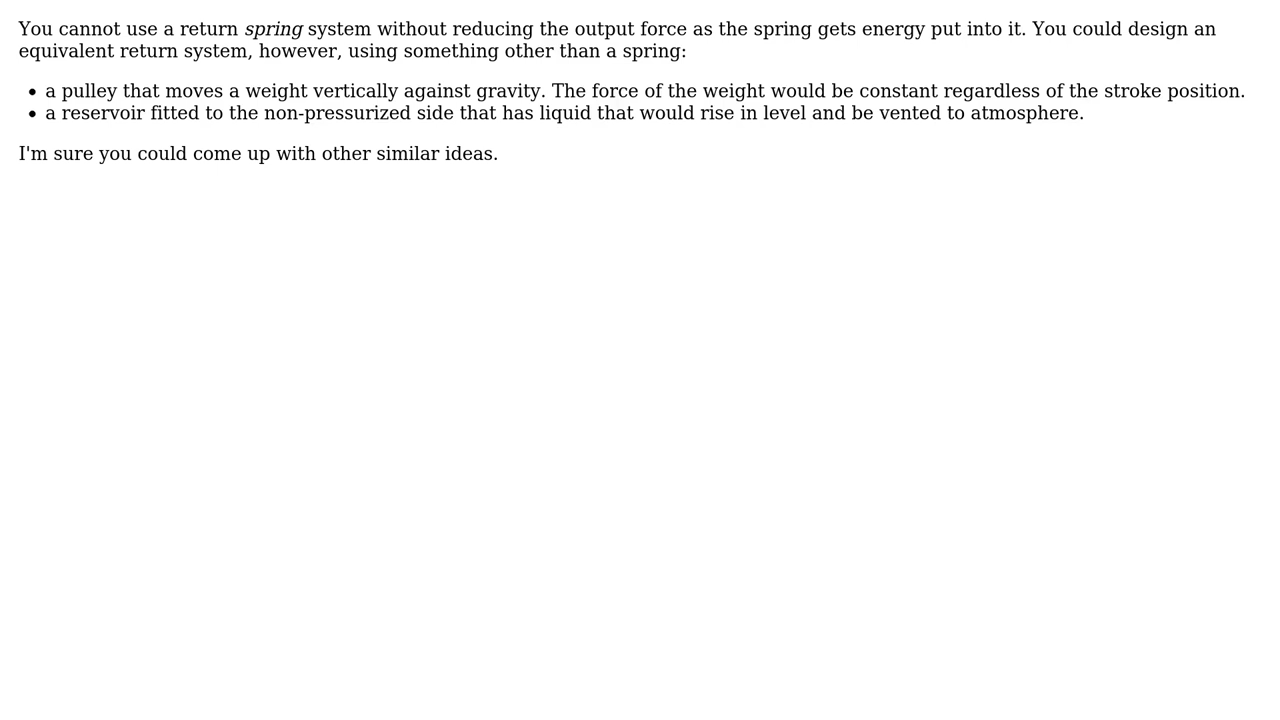 You cannot use a return spring system without reducing the output force as the spring gets energy put into it. You could design an
equivalent return system, however, using something other than a spring:
• a pulley that moves a weight vertically against gravity. The force of the weight would be constant regardless of the stroke position.
• a reservoir fitted to the non-pressurized side that has liquid that would rise in level and be vented to atmosphere.
I'm sure you could come up with other similar ideas.